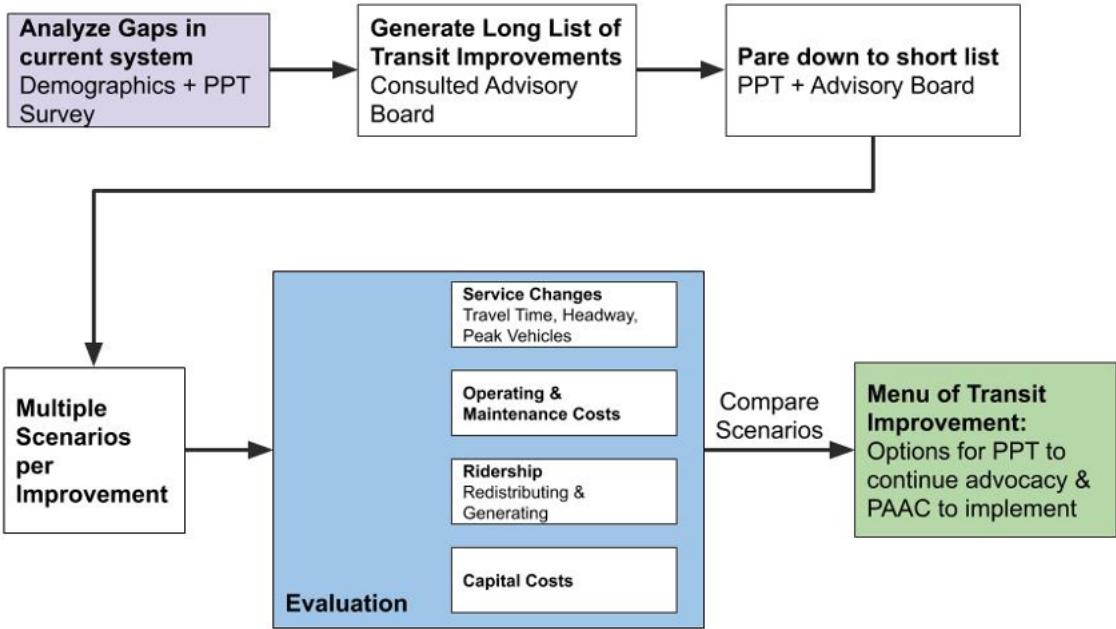 Analyze Gaps in
current system
Demographics + PPT
Survey
Generate Long List of
Transit Improvements
Consulted Advisory
Board
Pare down to short list
PPT + Advisory Board
Multiple
Scenarios
per
Improvement
Service Changes
Travel Time, Headway,
Peak Vehicles
Operating &
Maintenance Costs
Ridership
Redistributing &
Generating
Capital Costs
Evaluation
Compare
Scenarios
Menu of Transit
Improvement:
Options for PPT to
continue advocacy &
PAAC to implement